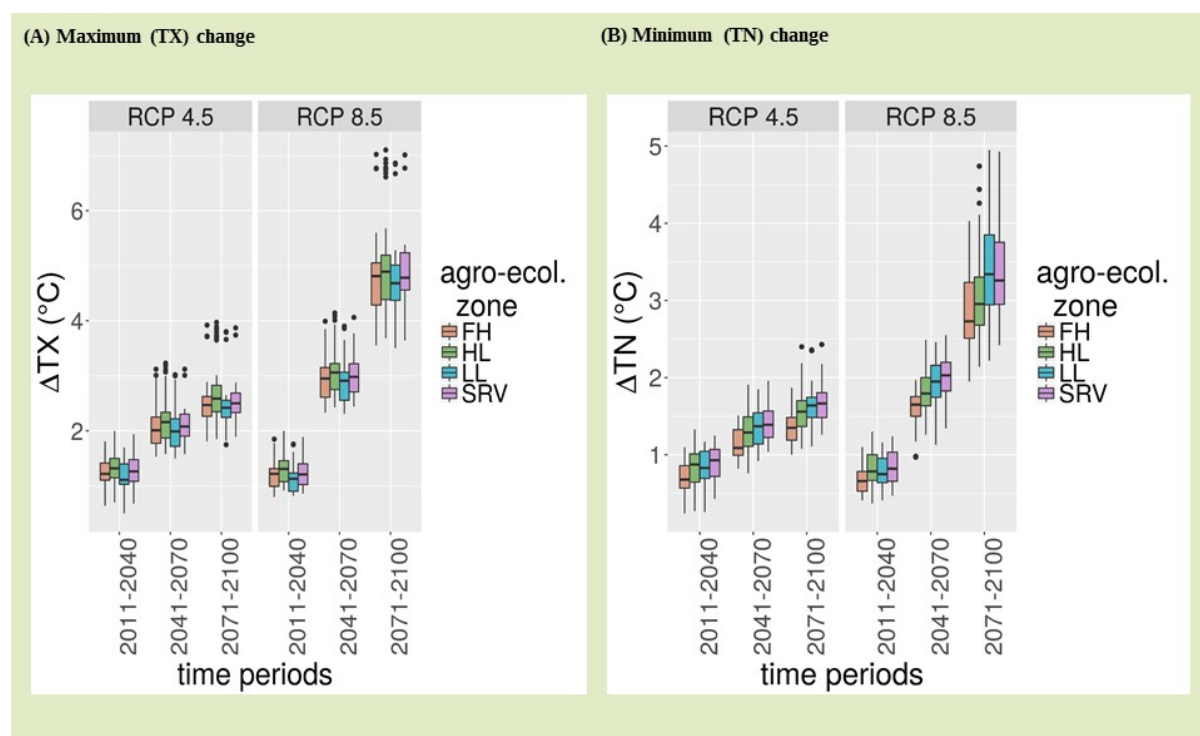 (A) Maximum (TX) change
RCP 4.5
RCP 8.5
6
4
2
ΔTX (°C)
2011-2040
2041-2070
2071-2100
2011-2040
2041-2070
2071-2100
time periods
agro-ecol.
zone
FH
HL
LL
SRV
(B) Minimum (TN) change
RCP 4.5
RCP 8.5
5
4
3
2
1
ΔTN (°C)
2011-2040
2041-2070
2071-2100
2011-2040
2041-2070
2071-2100
time periods
agro-ecol.
zone
FH
HL
LL
SRV